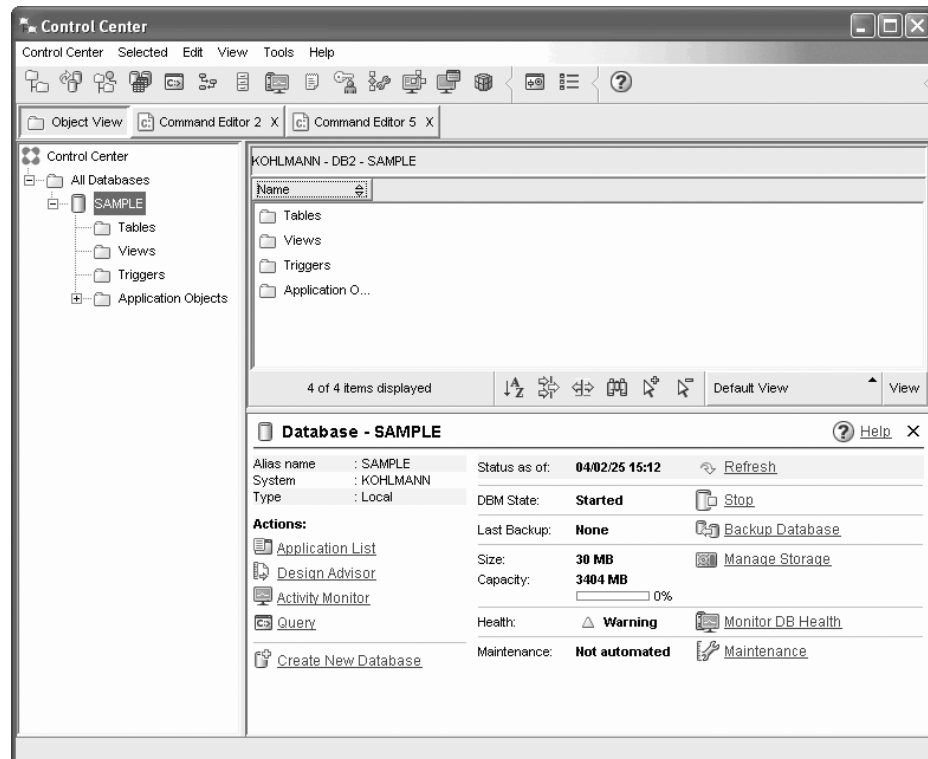 Control Center
Control Center Selected Edit View Tools Help
Object View Command Editor 2 X Command Editor 5 X
Control Center
All Databases
SAMPLE
Tables
Views
Triggers
Application Objects
KOHLMANN - DB2 - SAMPLE
Name
Tables
Views
Triggers
Application O...
4 of 4 items displayed Default View View
Database - SAMPLE Help X
Alias name : SAMPLE
System : KOHLMANN
Type : Local
Actions:
Application List
Design Advisor
Activity Monitor
Query
Create New Database
Status as of: 04/02/25 15:12 Refresh
DBM State: Started Stop
Last Backup: None Backup Database
Size: 30 MB Manage Storage
Capacity: 3404 MB
0%
Health: Warning Monitor DB Health
Maintenance: Not automated Maintenance